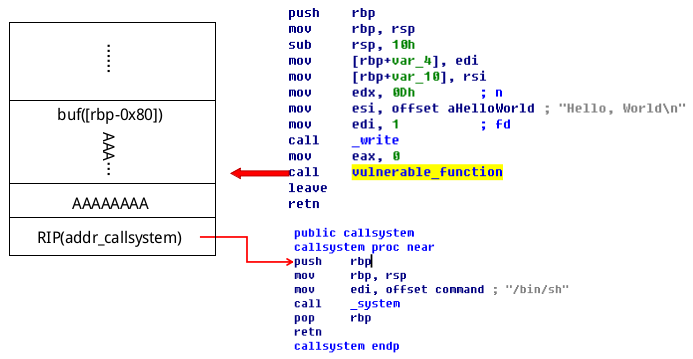 ......
buf([rbp-0x80])
AAA...
AAAAAAAA
RIP(addr_callsystem)
push rbp
mov rbp, rsp
sub rsp, 10h
mov [rbp+var_4], edi
mov [rbp+var_10], rsi
mov edx, 0Dh ; n
mov esi, offset aHelloWorld ; "Hello, World\n"
mov edi, 1 ; fd
call _write
mov eax, 0
call vulnerable_function
leave
retn
public callsystem
callsystem proc near
push rbp
mov rbp, rsp
mov edi, offset command ; "/bin/sh"
call _system
pop rbp
retn
callsystem endp